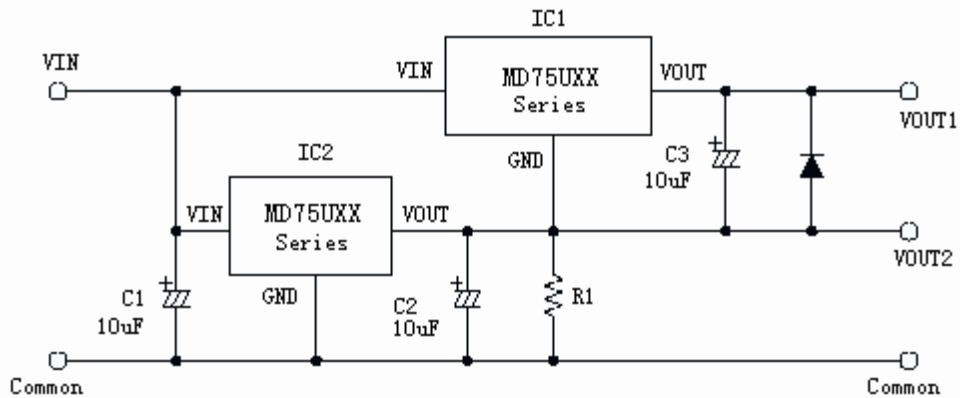 IC1
VIN
VIN
MD75UXX
Series
VOUT
VOUT1
GND
C3
10uF
IC2
VIN
MD75UXX
Series
VOUT
VOUT2
GND
C1
10uF
C2
10uF
R1
Common
Common